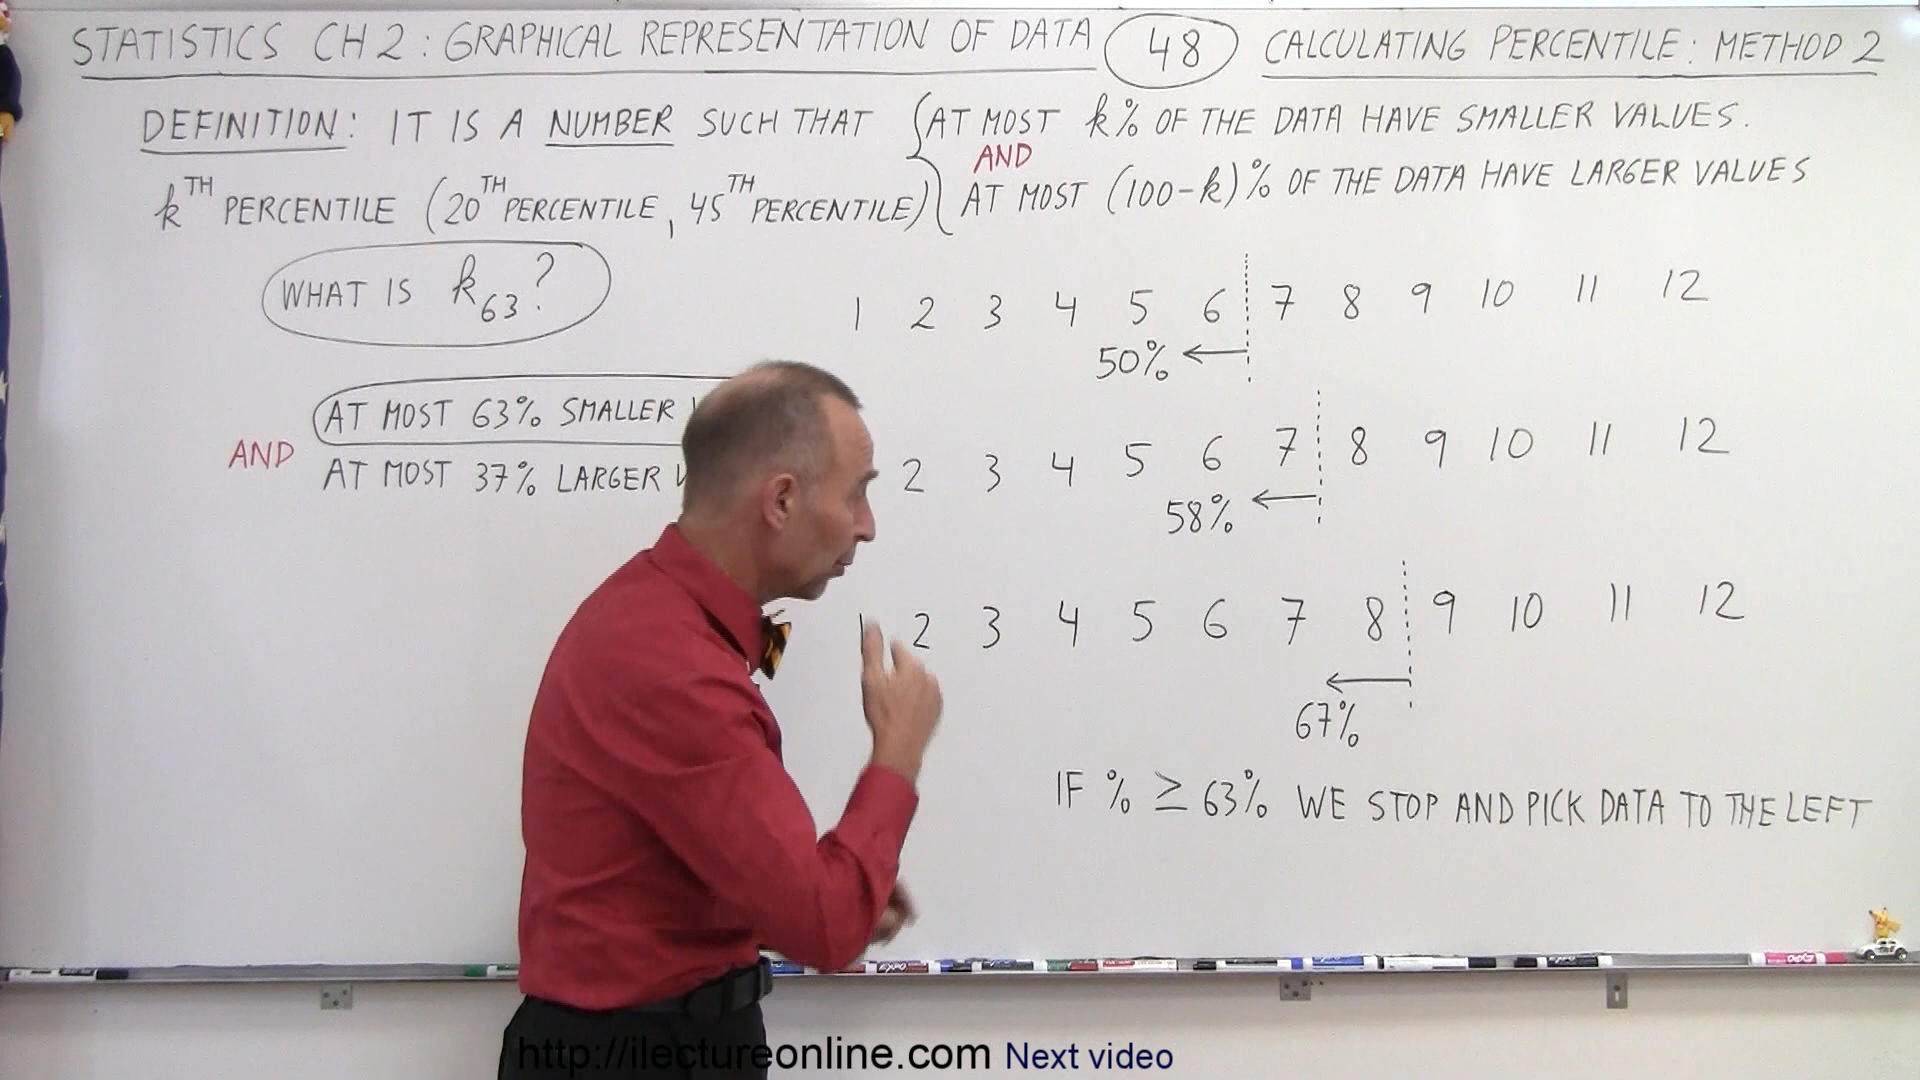 STATISTICS CH 2 : GRAPHICAL REPRESENTATION OF DATA 48 CALCULATING PERCENTILE : METHOD 2
DEFINITION : IT IS A NUMBER SUCH THAT { AT MOST k% OF THE DATA HAVE SMALLER VALUES.
AND
kTH PERCENTILE (20TH PERCENTILE, 45TH PERCENTILE) AT MOST (100-k)% OF THE DATA HAVE LARGER VALUES
WHAT IS k63?
1 2 3 4 5 6 7 8 9 10 11 12
50% ←
AT MOST 63% SMALLER
AND
AT MOST 37% LARGER
2 3 4 5 6 7 8 9 10 11 12
58% ←
1 2 3 4 5 6 7 8 9 10 11 12
←
67%
IF % ≥ 63% WE STOP AND PICK DATA TO THE LEFT
EXPO
http://ilectureonline.com Next video